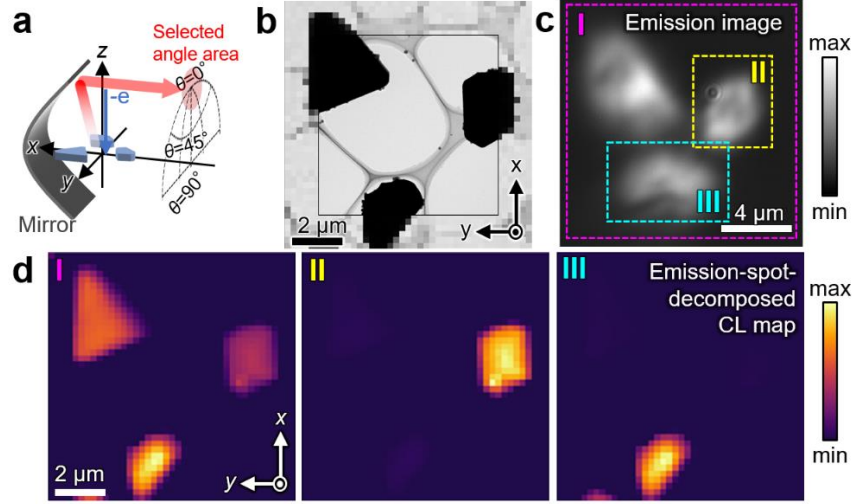 a
Selected
angle area
z
θ=0°
-e
θ=45°
x
y
θ=90°
Mirror
b
2 μm
x
y
c
I
Emission image
II
III
4 μm
max
min
d
I
2 μm
x
y
II
III
Emission-spot-
decomposed
CL map
max
min